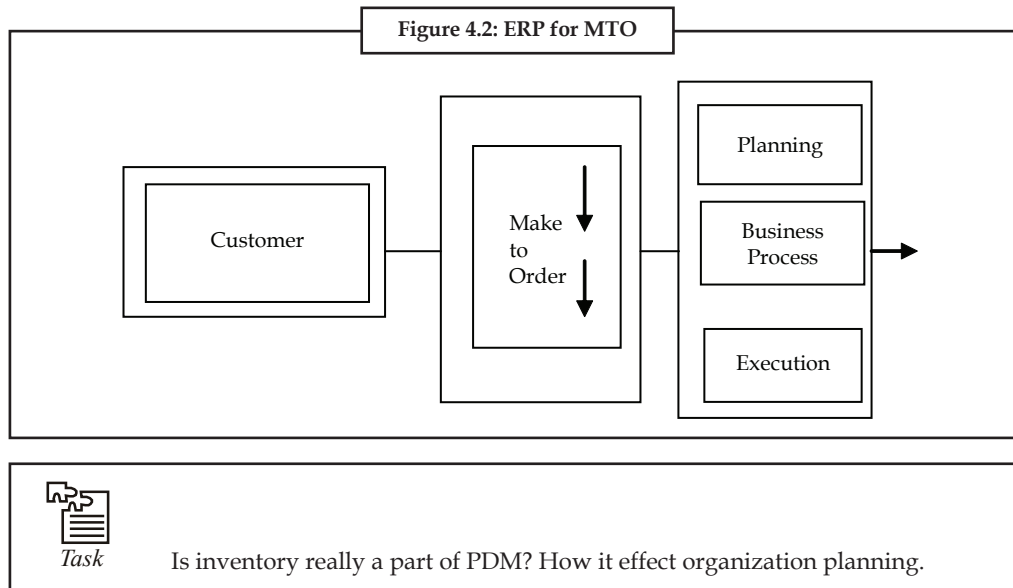 Figure 4.2: ERP for MTO
Customer
Make
to
Order
Planning
Business
Process
Execution
Task
Is inventory really a part of PDM? How it effect organization planning.